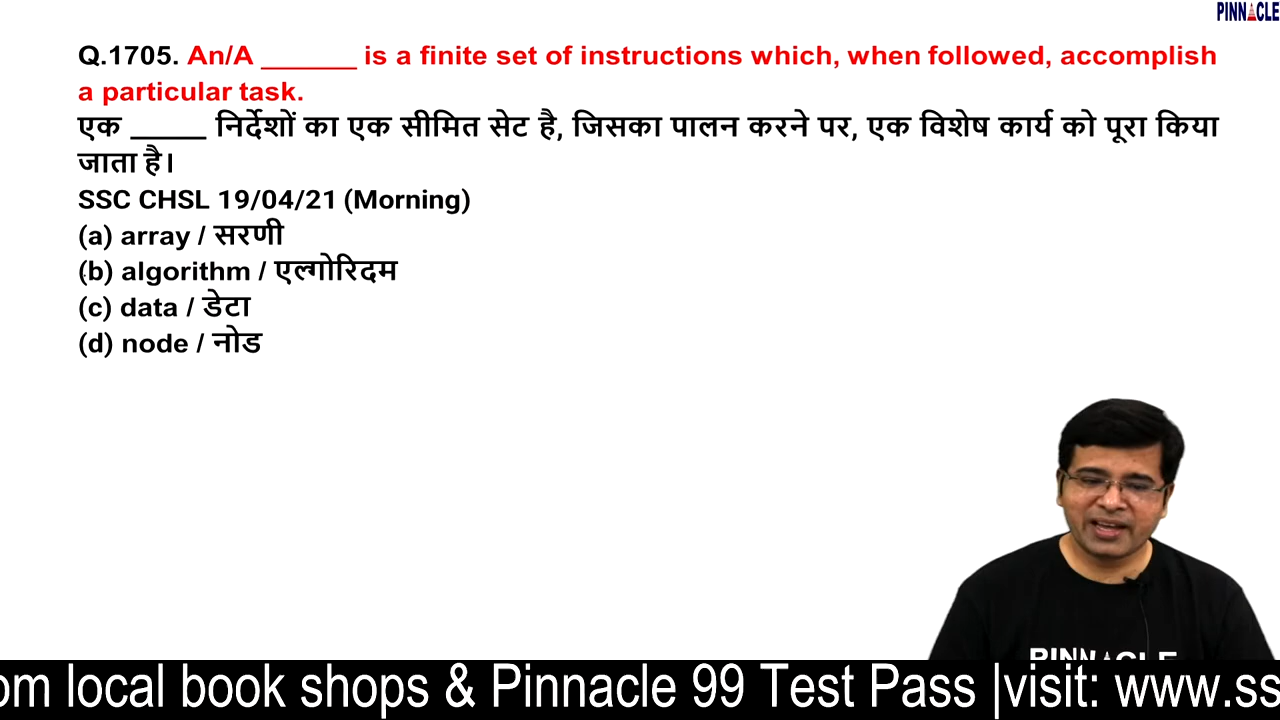 PINNACLE
Q.1705. An/A ______ is a finite set of instructions which, when followed, accomplish
a particular task.
एक _____ निर्देशों का एक सीमित सेट है, जिसका पालन करने पर, एक विशेष कार्य को पूरा किया
जाता है।
SSC CHSL 19/04/21 (Morning)
(a) array / सरणी
(b) algorithm / एल्गोरिदम
(c) data / डेटा
(d) node / नोड
PINNACLE
om local book shops & Pinnacle 99 Test Pass |visit: www.ss